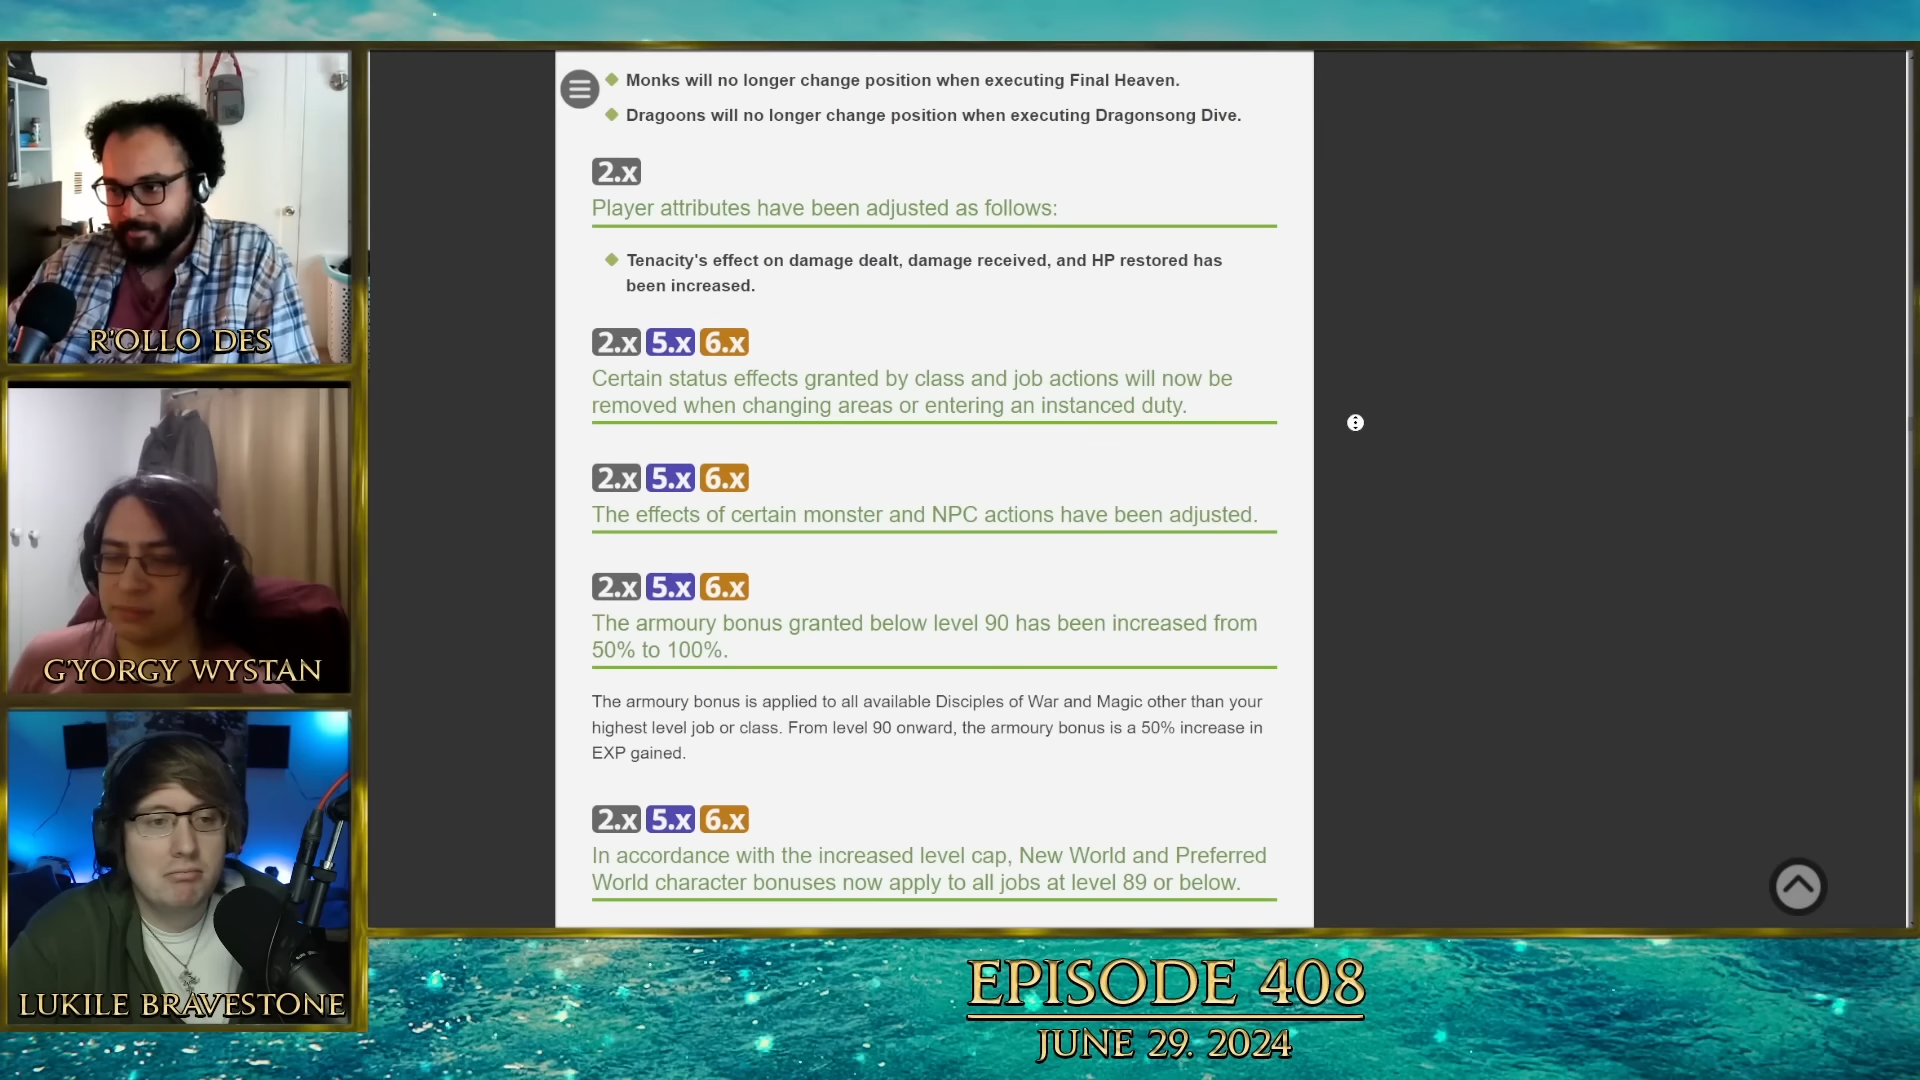 Monks will no longer change position when executing Final Heaven.
Dragoons will no longer change position when executing Dragonsong Dive.
2.x
Player attributes have been adjusted as follows:
Tenacity's effect on damage dealt, damage received, and HP restored has
been increased.
2.x 5.x 6.x
Certain status effects granted by class and job actions will now be
removed when changing areas or entering an instanced duty.
2.x 5.x 6.x
The effects of certain monster and NPC actions have been adjusted.
2.x 5.x 6.x
The armoury bonus granted below level 90 has been increased from
50% to 100%.
The armoury bonus is applied to all available Disciples of War and Magic other than your
highest level job or class. From level 90 onward, the armoury bonus is a 50% increase in
EXP gained.
2.x 5.x 6.x
In accordance with the increased level cap, New World and Preferred
World character bonuses now apply to all jobs at level 89 or below.
R'OLLO DES
G'YORGY WYSTAN
LUKILE BRAVESTONE
EPISODE 408
JUNE 29. 2024